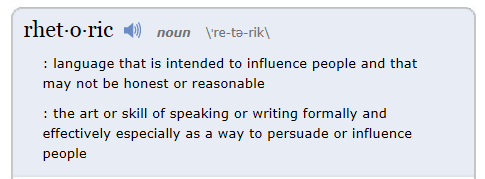 rhet·o·ric noun \ˈre-tə-rik\
: language that is intended to influence people and that
may not be honest or reasonable
: the art or skill of speaking or writing formally and
effectively especially as a way to persuade or influence
people